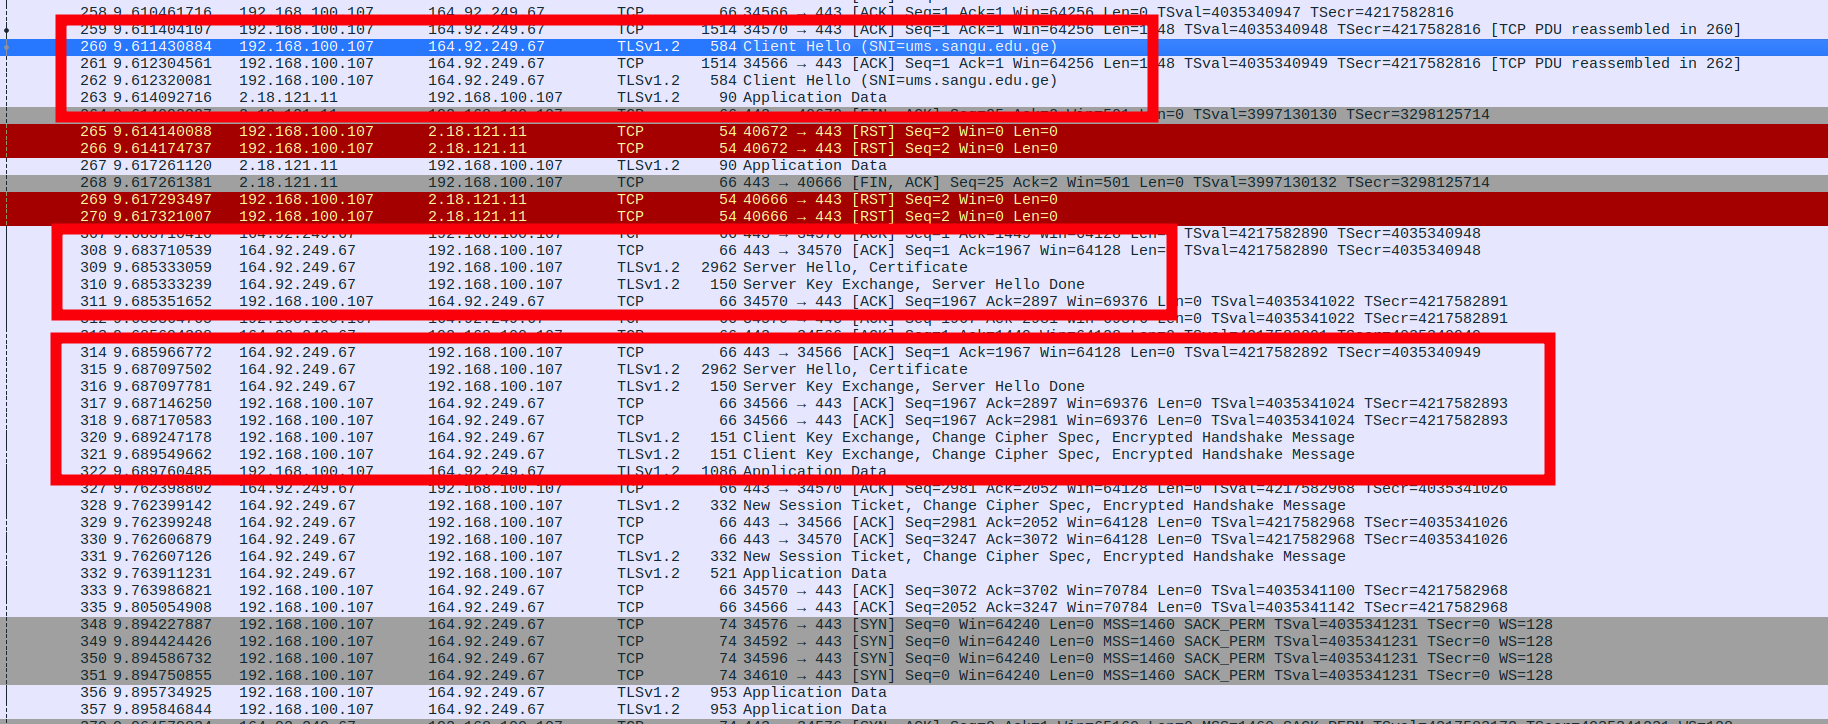 258 9.610461716 192.168.100.107 164.92.249.67 TCP 66 34566 → 443 [ACK] Seq=1 Ack=1 Win=64256 Len=0 TSval=4035340947 TSecr=4217582816
259 9.611404107 192.168.100.107 164.92.249.67 TCP 1514 34570 → 443 [ACK] Seq=1 Ack=1 Win=64256 48 TSval=4035340948 TSecr=4217582816 [TCP PDU reassembled in 260]
260 9.611430884 192.168.100.107 164.92.249.67 TLSv1.2 584 Client Hello (SNI=ums.sangu.edu.ge)
261 9.612304561 192.168.100.107 164.92.249.67 TCP 1514 34566 → 443 [ACK] Seq=1 Ack=1 Win=64256 48 TSval=4035340949 TSecr=4217582816 [TCP PDU reassembled in 262]
262 9.612320081 192.168.100.107 164.92.249.67 TLSv1.2 584 Client Hello (SNI=ums.sangu.edu.ge)
263 9.614092716 2.18.121.11 192.168.100.107 TLSv1.2 90 Application Data
=0 TSval=3997130130 TSecr=3298125714
265 9.614140088 192.168.100.107 2.18.121.11 TCP 54 40672 → 443 [RST] Seq=2 Win=0 Len=0
266 9.614174737 192.168.100.107 2.18.121.11 TCP 54 40672 → 443 [RST] Seq=2 Win=0 Len=0
267 9.617261120 2.18.121.11 192.168.100.107 TLSv1.2 90 Application Data
268 9.617261381 2.18.121.11 192.168.100.107 TCP 66 443 → 40666 [FIN, ACK] Seq=25 Ack=2 Win=501 Len=0 TSval=3997130132 TSecr=3298125714
269 9.617293497 192.168.100.107 2.18.121.11 TCP 54 40666 → 443 [RST] Seq=2 Win=0 Len=0
270 9.617321007 192.168.100.107 2.18.121.11 TCP 54 40666 → 443 [RST] Seq=2 Win=0 Len=0
TSval=4217582890 TSecr=4035340948
308 9.683710539 164.92.249.67 192.168.100.107 TCP 66 443 → 34570 [ACK] Seq=1 Ack=1967 Win=64128 Len= TSval=4217582890 TSecr=4035340948
309 9.685333059 164.92.249.67 192.168.100.107 TLSv1.2 2962 Server Hello, Certificate
310 9.685333239 164.92.249.67 192.168.100.107 TLSv1.2 150 Server Key Exchange, Server Hello Done
311 9.685351652 192.168.100.107 164.92.249.67 TCP 66 34570 → 443 [ACK] Seq=1967 Ack=2897 Win=69376 Len=0 TSval=4035341022 TSecr=4217582891
TSval=4035341022 TSecr=4217582891
314 9.685966772 164.92.249.67 192.168.100.107 TCP 66 443 → 34566 [ACK] Seq=1 Ack=1967 Win=64128 Len=0 TSval=4217582892 TSecr=4035340949
315 9.687097502 164.92.249.67 192.168.100.107 TLSv1.2 2962 Server Hello, Certificate
316 9.687097781 164.92.249.67 192.168.100.107 TLSv1.2 150 Server Key Exchange, Server Hello Done
317 9.687146250 192.168.100.107 164.92.249.67 TCP 66 34566 → 443 [ACK] Seq=1967 Ack=2897 Win=69376 Len=0 TSval=4035341024 TSecr=4217582893
318 9.687170583 192.168.100.107 164.92.249.67 TCP 66 34566 → 443 [ACK] Seq=1967 Ack=2981 Win=69376 Len=0 TSval=4035341024 TSecr=4217582893
320 9.689247178 192.168.100.107 164.92.249.67 TLSv1.2 151 Client Key Exchange, Change Cipher Spec, Encrypted Handshake Message
321 9.689549662 192.168.100.107 164.92.249.67 TLSv1.2 151 Client Key Exchange, Change Cipher Spec, Encrypted Handshake Message
322 9.689760485 192.168.100.107 164.92.249.67 TLSv1.2 1086 Application Data
327 9.762398802 164.92.249.67 192.168.100.107 TCP 66 443 → 34570 [ACK] Seq=2981 Ack=2052 Win=64128 Len=0 TSval=4217582968 TSecr=4035341026
328 9.762399142 164.92.249.67 192.168.100.107 TLSv1.2 332 New Session Ticket, Change Cipher Spec, Encrypted Handshake Message
329 9.762399248 164.92.249.67 192.168.100.107 TCP 66 443 → 34566 [ACK] Seq=2981 Ack=2052 Win=64128 Len=0 TSval=4217582968 TSecr=4035341026
330 9.762606879 164.92.249.67 192.168.100.107 TCP 66 443 → 34570 [ACK] Seq=3247 Ack=3072 Win=64128 Len=0 TSval=4217582968 TSecr=4035341026
331 9.762607126 164.92.249.67 192.168.100.107 TLSv1.2 332 New Session Ticket, Change Cipher Spec, Encrypted Handshake Message
332 9.763911231 164.92.249.67 192.168.100.107 TLSv1.2 521 Application Data
333 9.763986821 192.168.100.107 164.92.249.67 TCP 66 34570 → 443 [ACK] Seq=3072 Ack=3702 Win=70784 Len=0 TSval=4035341100 TSecr=4217582968
335 9.805054908 192.168.100.107 164.92.249.67 TCP 66 34566 → 443 [ACK] Seq=2052 Ack=3247 Win=70784 Len=0 TSval=4035341142 TSecr=4217582968
348 9.894227887 192.168.100.107 164.92.249.67 TCP 74 34576 → 443 [SYN] Seq=0 Win=64240 Len=0 MSS=1460 SACK_PERM TSval=4035341231 TSecr=0 WS=128
349 9.894424426 192.168.100.107 164.92.249.67 TCP 74 34592 → 443 [SYN] Seq=0 Win=64240 Len=0 MSS=1460 SACK_PERM TSval=4035341231 TSecr=0 WS=128
350 9.894586732 192.168.100.107 164.92.249.67 TCP 74 34596 → 443 [SYN] Seq=0 Win=64240 Len=0 MSS=1460 SACK_PERM TSval=4035341231 TSecr=0 WS=128
351 9.894750855 192.168.100.107 164.92.249.67 TCP 74 34610 → 443 [SYN] Seq=0 Win=64240 Len=0 MSS=1460 SACK_PERM TSval=4035341231 TSecr=0 WS=128
356 9.895734925 192.168.100.107 164.92.249.67 TLSv1.2 953 Application Data
357 9.895846844 192.168.100.107 164.92.249.67 TLSv1.2 953 Application Data